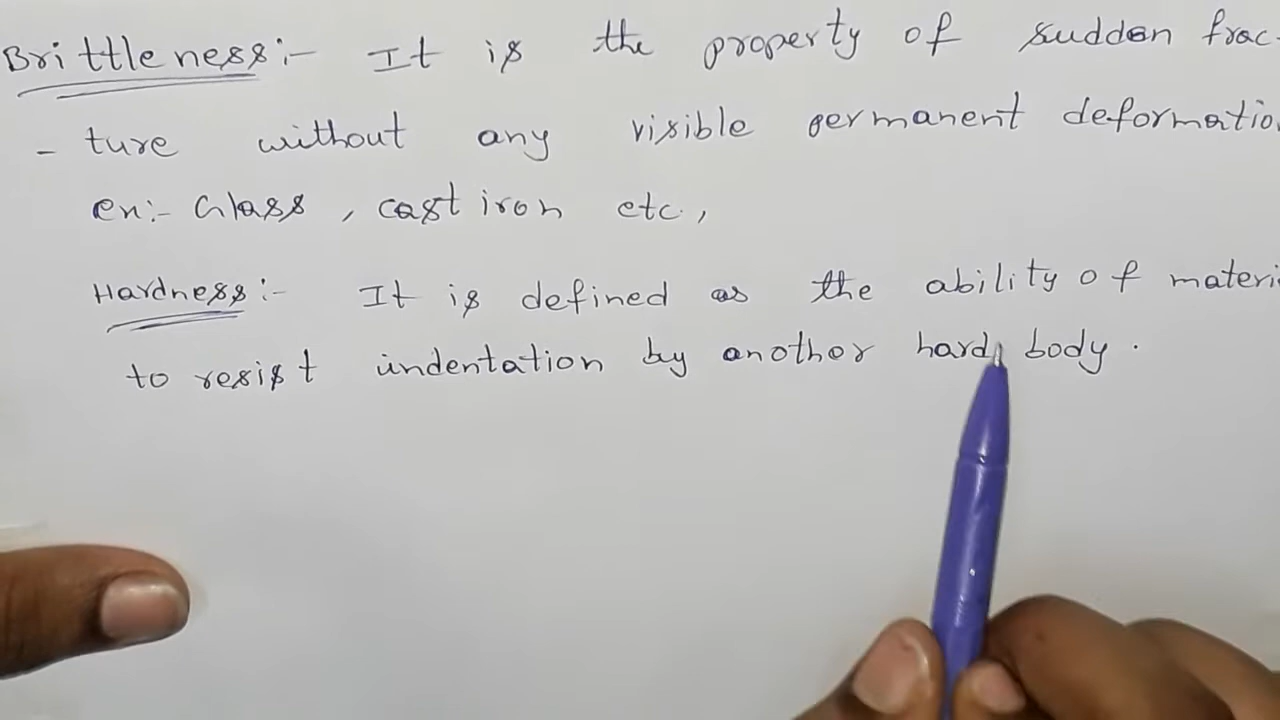 Brittleness:- It is the property of sudden frac-
- ture without any visible permanent deformatio
ex:- Glass, cast iron etc.,
Hardness:- It is defined as the ability of materi
to resist indentation by another hard body.